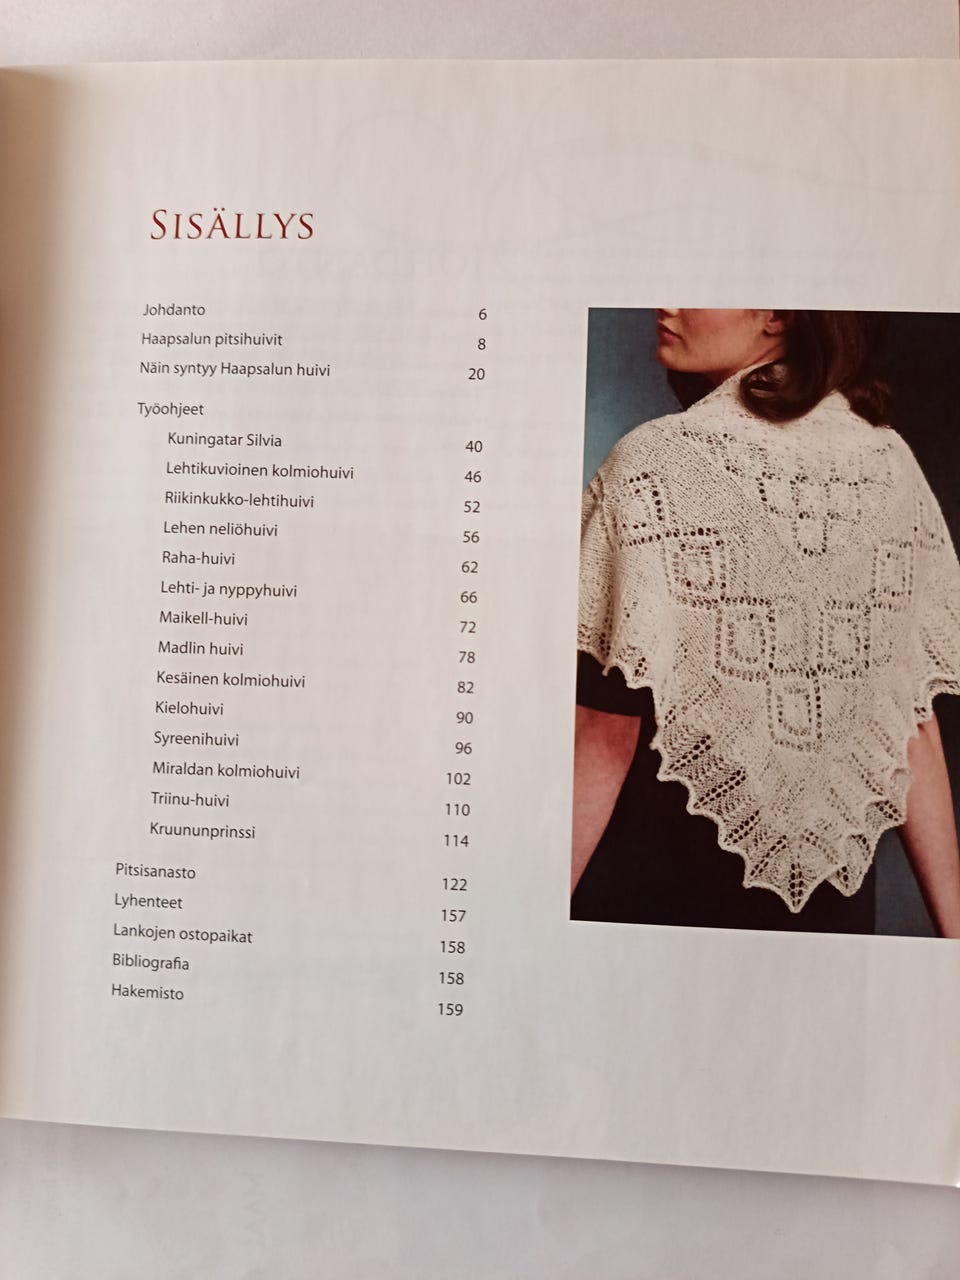 SISÄLLYS
Johdanto 6
Haapsalun pitsihuivit 8
Näin syntyy Haapsalun huivi 20
Työohjeet
Kuningatar Silvia 40
Lehtikuvioinen kolmiohuivi 46
Riikinkukko-lehtihuivi 52
Lehen neliöhuivi 56
Raha-huivi 62
Lehti- ja nyppyhuivi 66
Maikell-huivi 72
Madlin huivi 78
Kesäinen kolmiohuivi 82
Kielohuivi 90
Syreenihuivi 96
Miraldan kolmiohuivi 102
Triinu-huivi 110
Kruununprinssi 114
Pitsisanasto 122
Lyhenteet 157
Lankojen ostopaikat 158
Bibliografia 158
Hakemisto 159